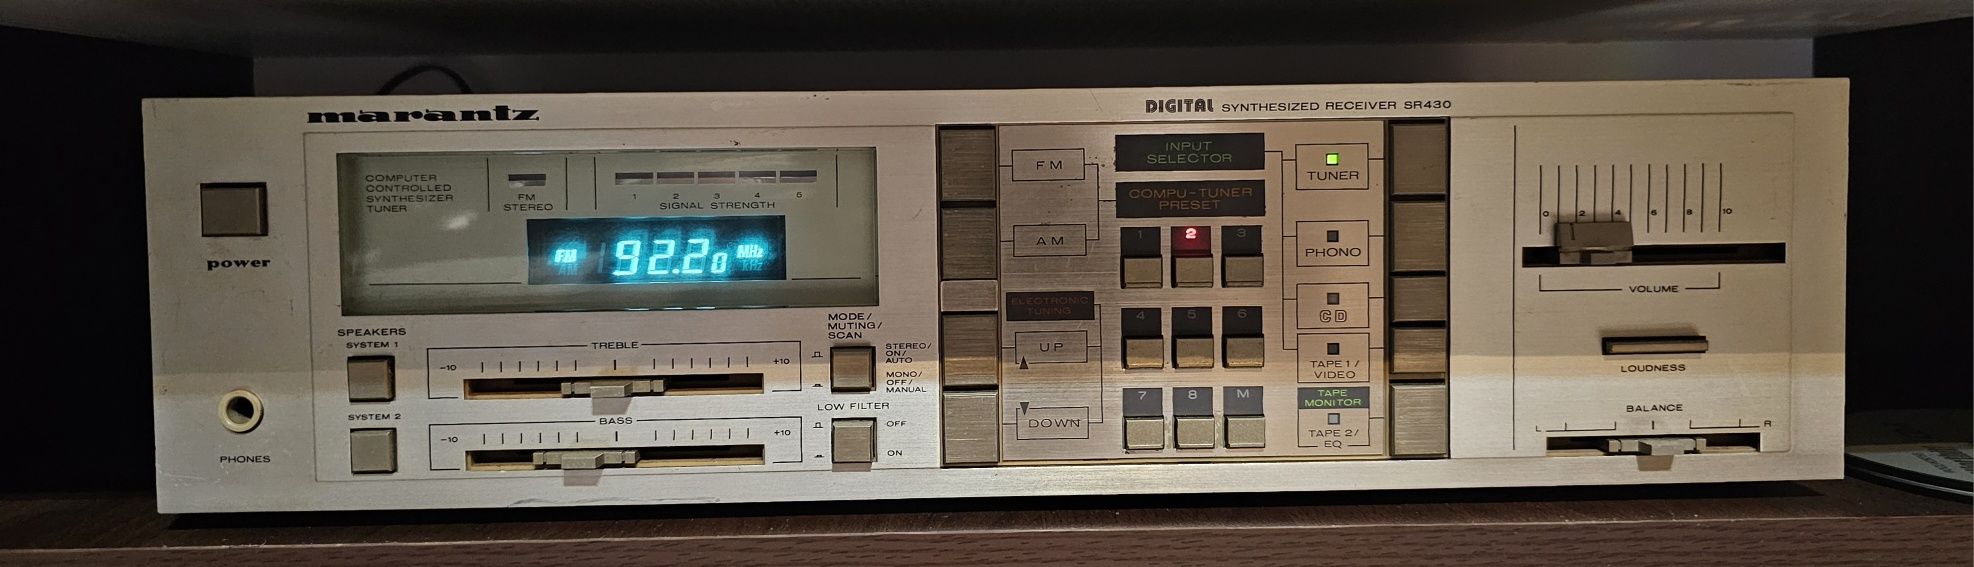 marantz
DIGITAL SYNTHESIZED RECEIVER SR430
power
PHONES
COMPUTER
CONTROLLED
SYNTHESIZER
TUNER
FM
STEREO
1 2 3 4 5
SIGNAL STRENGTH
FM 92.20 MHz
AM kHz
SPEAKERS
SYSTEM 1
SYSTEM 2
TREBLE
-10 +10
BASS
-10 +10
MODE/
MUTING/
SCAN
STEREO/
ON/
AUTO
MONO/
OFF/
MANUAL
LOW FILTER
OFF
ON
FM
AM
ELECTRONIC
TUNING
UP
DOWN
INPUT
SELECTOR
COMPU-TUNER
PRESET
1 2 3
4 5 6
7 8 M
TUNER
PHONO
CD
TAPE 1/
VIDEO
TAPE
MONITOR
TAPE 2/
EQ
0 2 4 6 8 10
VOLUME
LOUDNESS
BALANCE
L R